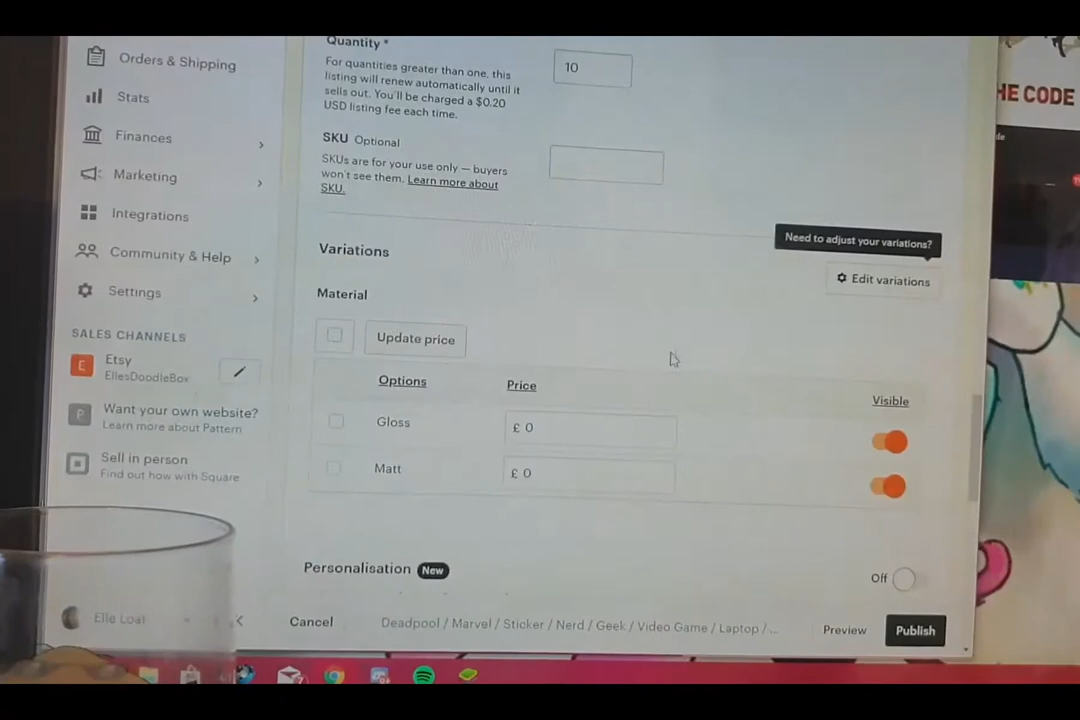 Orders & Shipping
Stats
Finances
Marketing
Integrations
Community & Help
Settings
SALES CHANNELS
E
Etsy
EllesDoodleBox
P
Want your own website?
Learn more about Pattern
Sell in person
Find out how with Square
Elle Loat
Quantity *
For quantities greater than one, this
listing will renew automatically until it
sells out. You'll be charged a $0.20
USD listing fee each time.
10
SKU Optional
SKUs are for your use only — buyers
won't see them. Learn more about
SKU.
Variations
Need to adjust your variations?
Edit variations
Material
Update price
Options Price Visible
Gloss £ 0
Matt £ 0
Personalisation New Off
Cancel Deadpool / Marvel / Sticker / Nerd / Geek / Video Game / Laptop /... Preview Publish
HE CODE